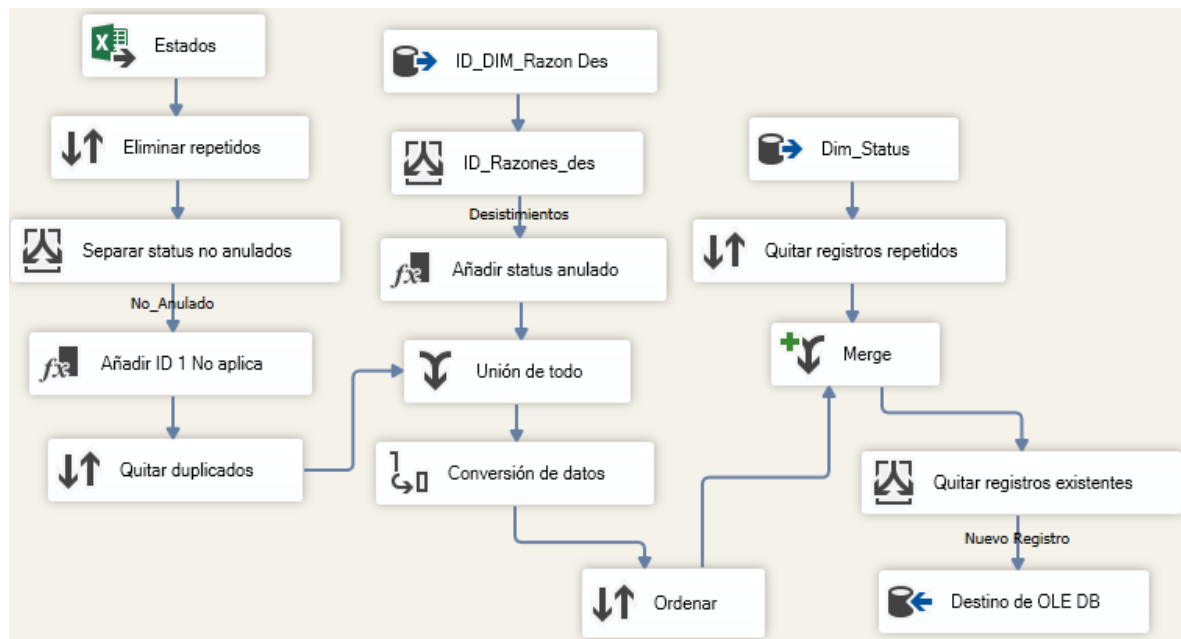 Estados
Eliminar repetidos
Separar status no anulados
No_Anulado
Añadir ID 1 No aplica
Quitar duplicados
ID_DIM_Razon Des
ID_Razones_des
Desistimientos
Añadir status anulado
Unión de todo
Conversión de datos
Ordenar
Dim_Status
Quitar registros repetidos
Merge
Quitar registros existentes
Nuevo Registro
Destino de OLE DB